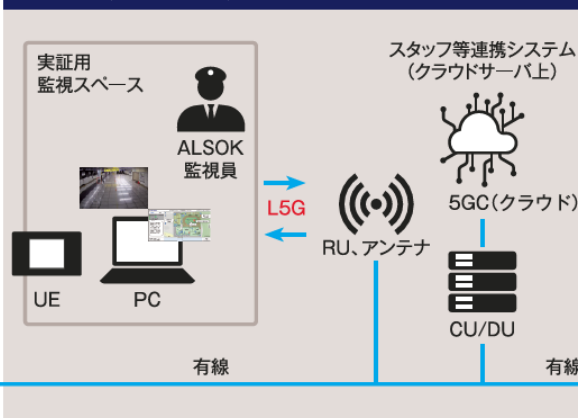 実証用
監視スペース
ALSOK
監視員
UE
PC
L5G
RU、アンテナ
スタッフ等連携システム
(クラウドサーバ上)
5GC(クラウド)
CU/DU
有線
有線